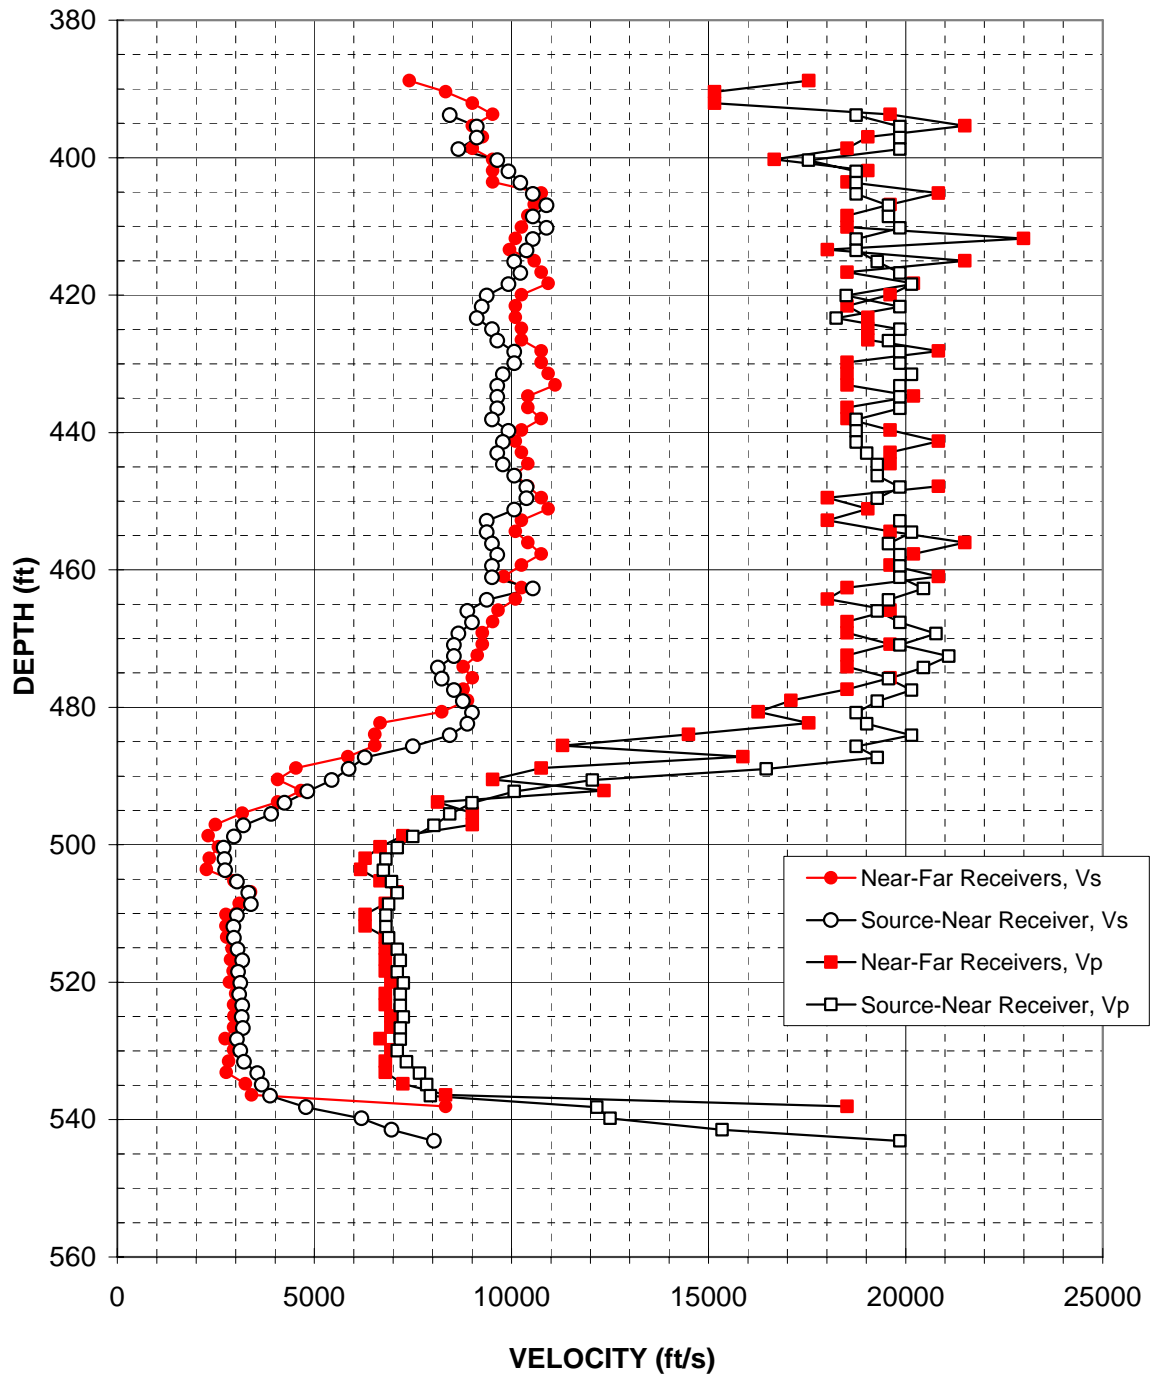 380
400
420
440
460
480
500
520
540
560
DEPTH (ft)
Near-Far Receivers, Vs
Source-Near Receiver, Vs
Near-Far Receivers, Vp
Source-Near Receiver, Vp
0 5000 10000 15000 20000 25000
VELOCITY (ft/s)